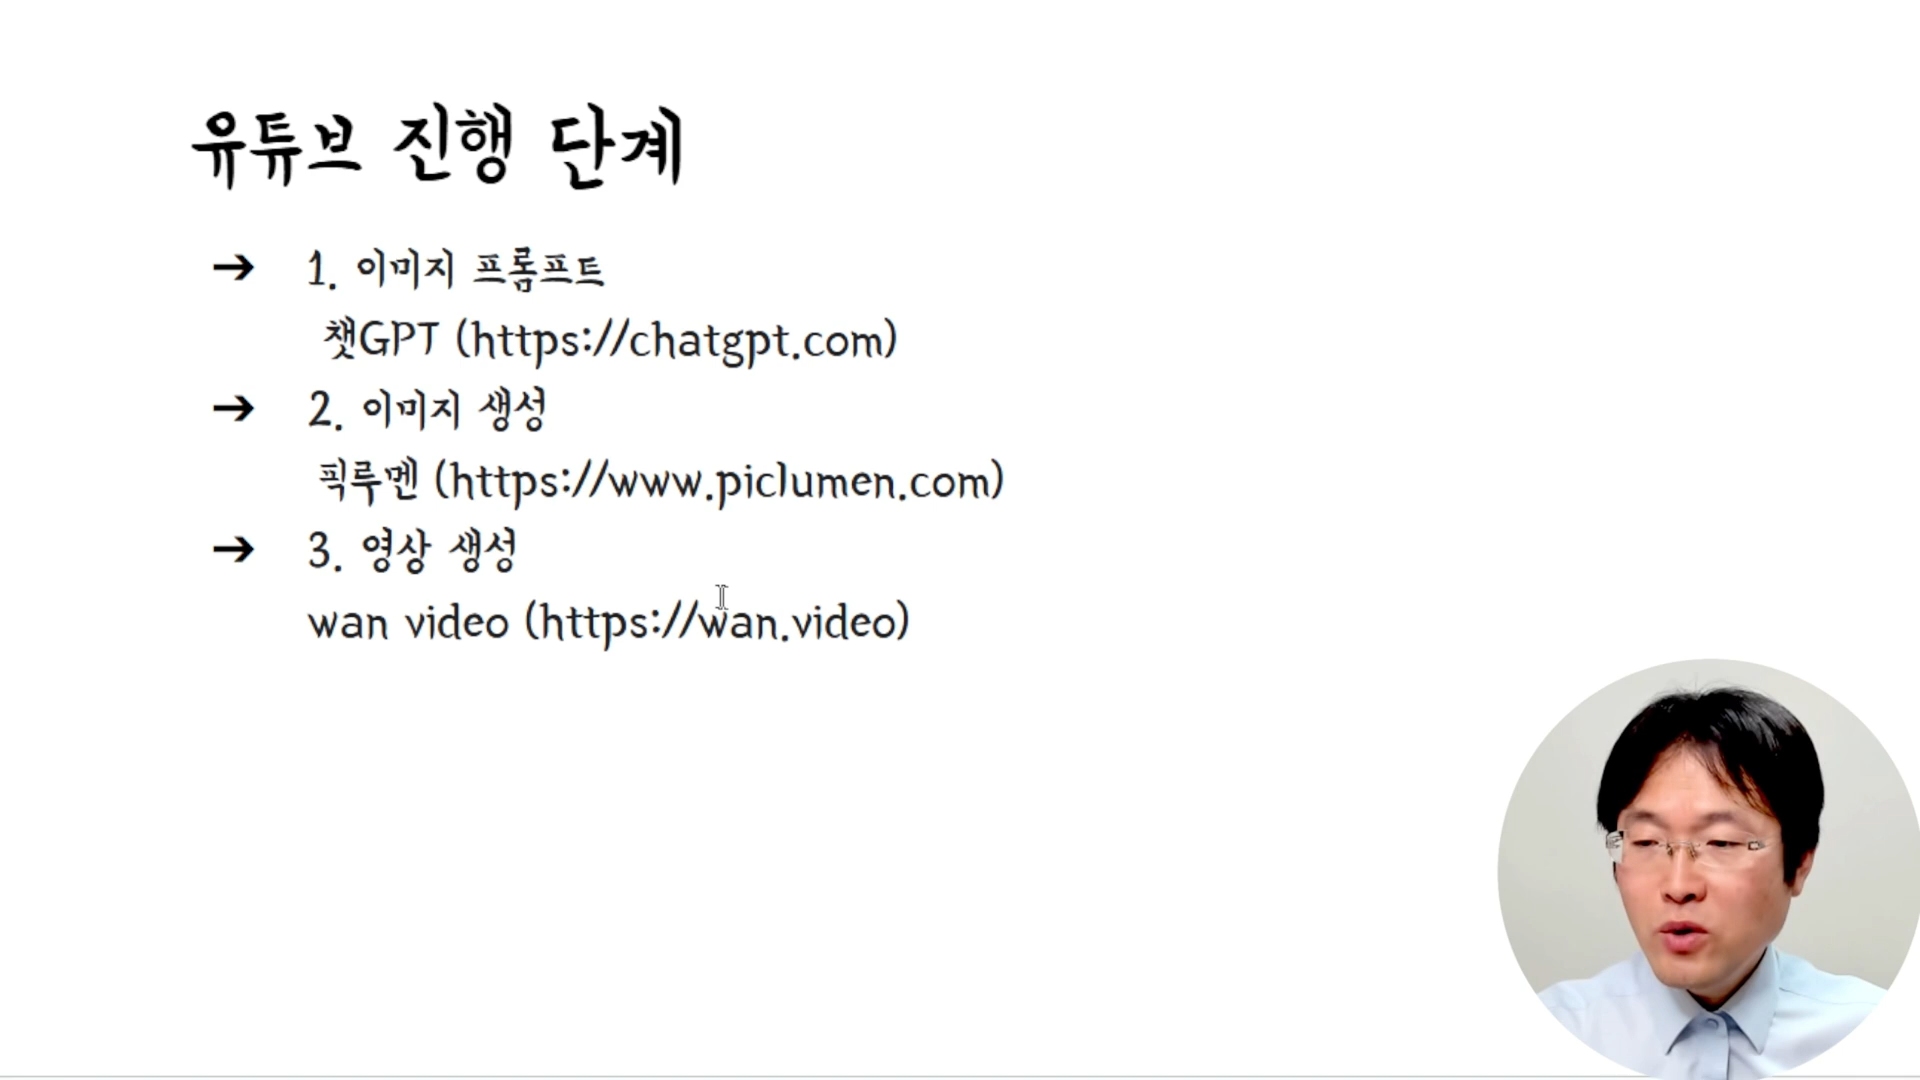 유튜브 진행 단계
→ 1. 이미지 프롬프트
챗GPT (https://chatgpt.com)
→ 2. 이미지 생성
픽루멘 (https://www.piclumen.com)
→ 3. 영상 생성
wan video (https://wan.video)